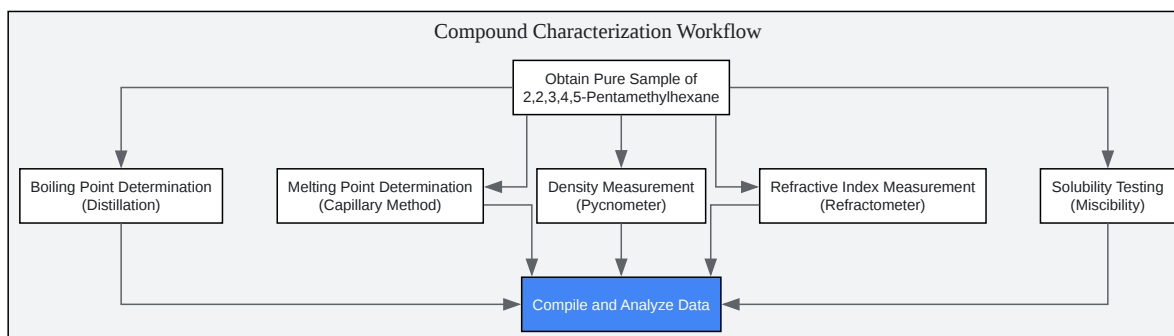 Compound Characterization Workflow
Obtain Pure Sample of
2,2,3,4,5-Pentamethylhexane
Boiling Point Determination
(Distillation)
Melting Point Determination
(Capillary Method)
Density Measurement
(Pycnometer)
Refractive Index Measurement
(Refractometer)
Solubility Testing
(Miscibility)
Compile and Analyze Data